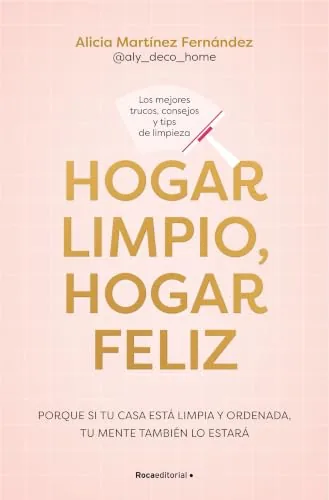 Alicia Martínez Fernández
@aly_deco_home
Los mejores
trucos, consejos
y tips
de limpieza
HOGAR
LIMPIO,
HOGAR
FELIZ
PORQUE SI TU CASA ESTÁ LIMPIA Y ORDENADA,
TU MENTE TAMBIÉN LO ESTARÁ
Rocaeditorial